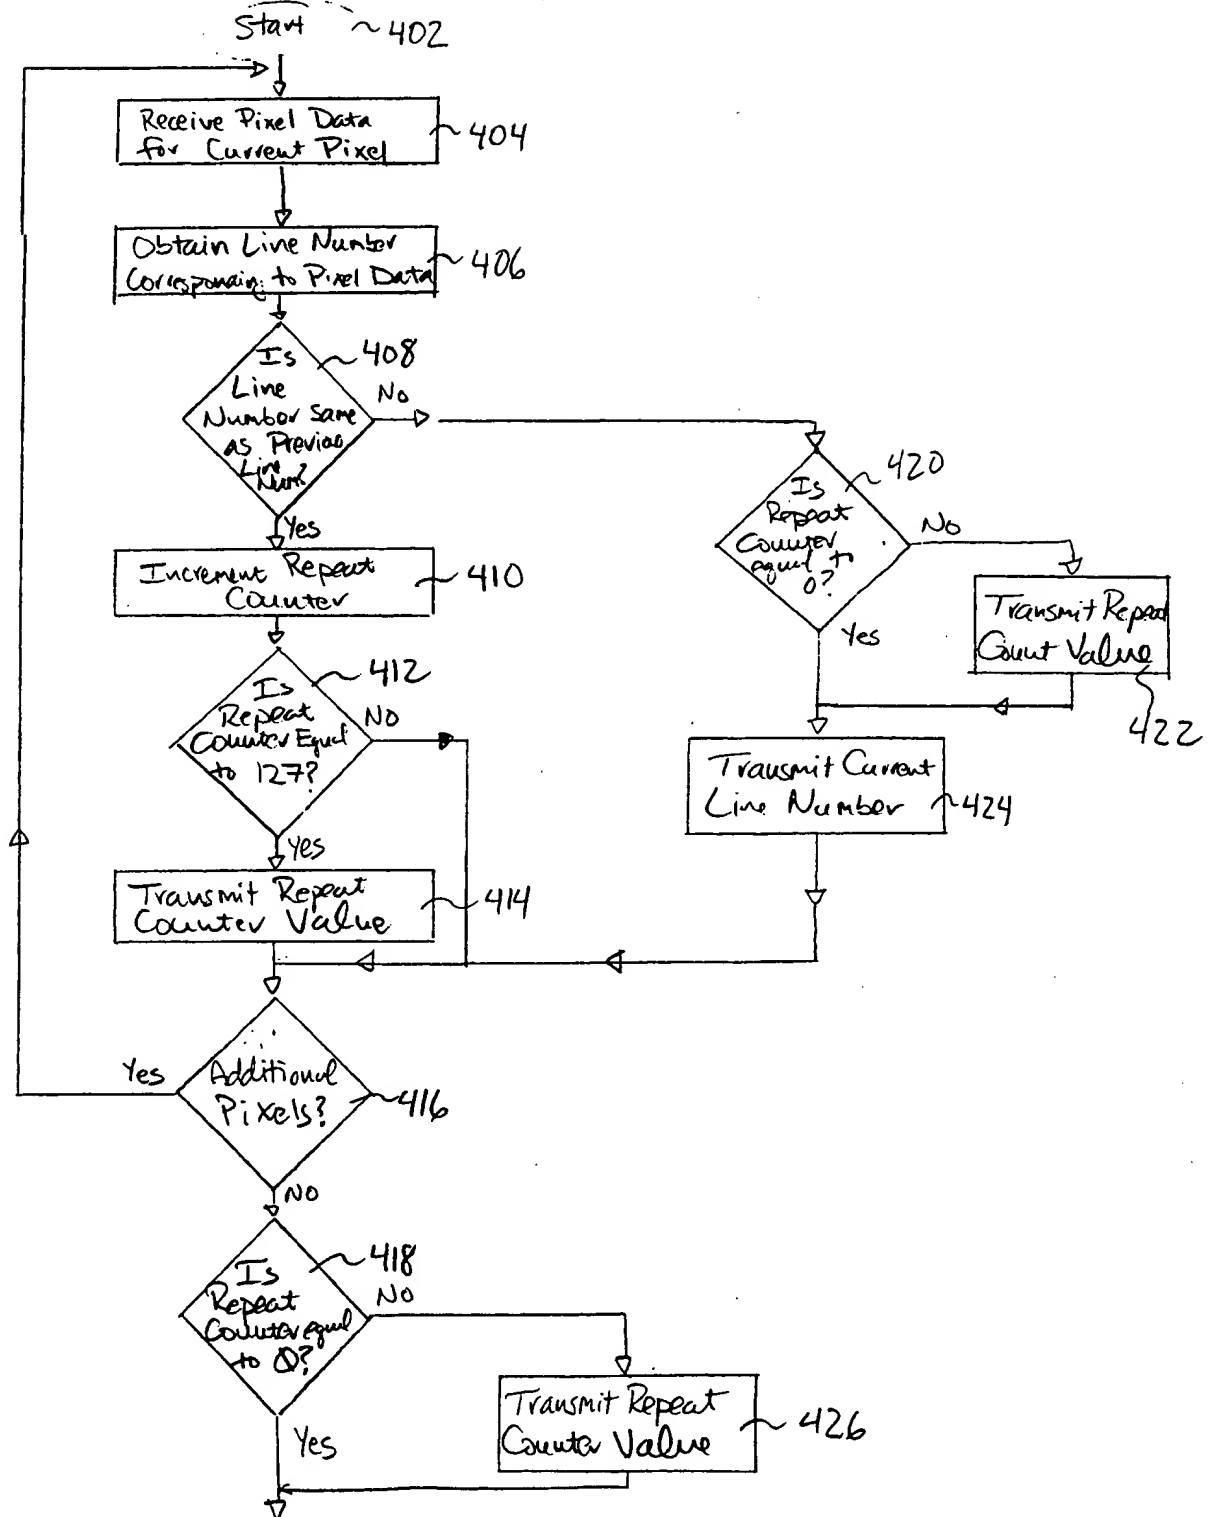 Start 402
Receive Pixel Data
for Current Pixel
404
Obtain Line Number
Corresponding to Pixel Data
406
Is
Line
Number same
as Previous
Line
Num?
408
No
Yes
Increment Repeat
Counter
410
Is
Repeat
Counter Equal
to 127?
412
No
Yes
Transmit Repeat
Counter Value
414
Is
Repeat
Counter
equal to
0?
420
No
Yes
Transmit Repeat
Count Value
422
Transmit Current
Line Number
424
Additional
Pixels?
416
Yes
No
Is
Repeat
Counter equal
to 0?
418
No
Yes
Transmit Repeat
Counter Value
426